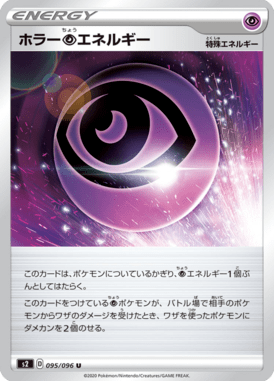 ENERGY
ホラー超エネルギー
特殊エネルギー
このカードは、ポケモンについているかぎり、超エネルギー1個ぶ
んとしてはたらく。
このカードをつけている超ポケモンが、バトル場で相手のポケ
モンからワザのダメージを受けたとき、ワザを使ったポケモンに
ダメカンを2個のせる。
S2 D 095/096 U
©2020 Pokémon/Nintendo/Creatures/GAME FREAK.